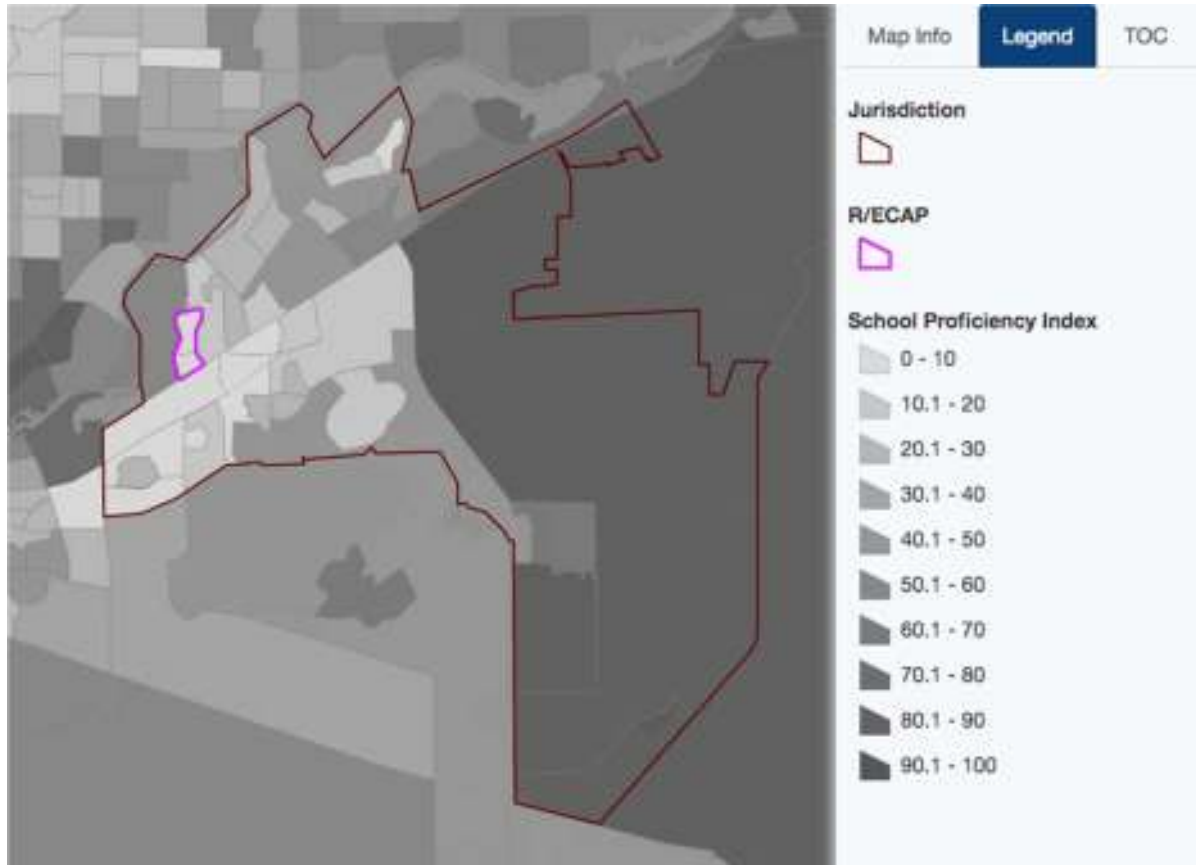 Map Info Legend TOC
Jurisdiction
R/ECAP
School Proficiency Index
0 - 10
10.1 - 20
20.1 - 30
30.1 - 40
40.1 - 50
50.1 - 60
60.1 - 70
70.1 - 80
80.1 - 90
90.1 - 100